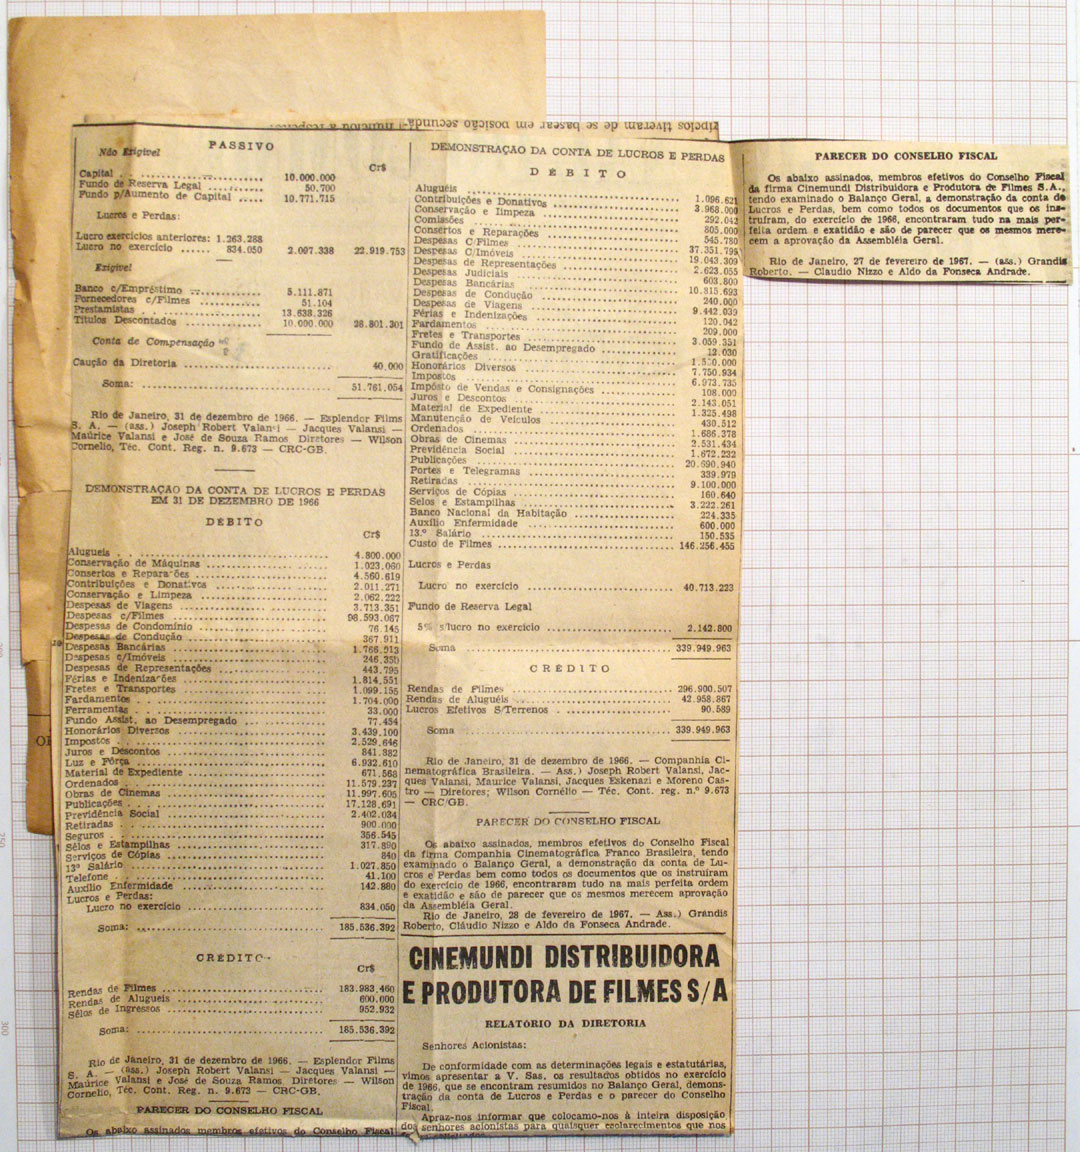 zípcios tiveram de se basear em posição secunda-
PASSIVO
Não Exigível
Cr$
Capital . . 10.000.000
Fundo de Reserva Legal 50.700
Fundo p/Aumento de Capital 10.771.715
Lucros e Perdas:
Lucro exercícios anteriores: 1.263.288
Lucro no exercício 834.050 2.097.338 22.919.753
Exigível
Banco c/Empréstimo 5.111.871
Fornecedores c/Filmes 51.104
Prestamistas 13.638.326
Títulos Descontados 10.000.000 28.801.301
Conta de Compensação
Caução da Diretoria 40.000
Soma: 51.761.054
Rio de Janeiro, 31 de dezembro de 1966. — Esplendor Films
S. A. — (ass.) Joseph Robert Valansi — Jacques Valansi —
Maurice Valansi e José de Souza Ramos Diretores — Wilson
Cornelio, Téc. Cont. Reg. n. 9.673 — CRC-GB.
DEMONSTRAÇÃO DA CONTA DE LUCROS E PERDAS
EM 31 DE DEZEMBRO DE 1966
DÉBITO
Cr$
Alugueis . . 4.800.000
Conservação de Máquinas 1.023.060
Consertos e Reparações 4.560.619
Contribuições e Donativos 2.011.271
Conservação e Limpeza 2.062.222
Despesas de Viagens 3.713.351
Despesas c/Filmes 98.593.067
Despesas de Condomínio 76.145
Despesas de Condução 367.911
Despesas Bancárias 1.766.913
Despesas c/Imóveis 246.350
Despesas de Representações 443.795
Férias e Indenizações 1.814.551
Fretes e Transportes 1.099.155
Fardamentos 1.704.000
Ferramentas 33.000
Fundo Assist. ao Desempregado 77.454
Honorários Diversos 3.439.100
Impostos 2.529.646
Juros e Descontos 841.382
Luz e Fôrça 6.932.610
Material de Expediente 671.568
Ordenados 11.579.237
Obras de Cinemas 11.997.605
Publicações 17.128.691
Previdência Social 2.402.034
Retiradas 900.000
Seguros 356.545
Sêlos e Estampilhas 317.890
Serviços de Cópias 840
13º Salário 1.027.850
Telefone 41.100
Auxílio Enfermidade 142.880
Lucros e Perdas:
Lucro no exercício 834.050
Soma: 185.536.392
CRÉDITO
Cr$
Rendas de Filmes 183.983.460
Rendas de Alugueis 600.000
Sêlos de Ingressos 952.932
Soma: 185.536.392
Rio de Janeiro, 31 de dezembro de 1966. — Esplendor Films
S. A. — (ass.) Joseph Robert Valansi — Jacques Valansi —
Maurice Valansi e José de Souza Ramos Diretores — Wilson
Cornelio, Téc. Cont. Reg. n. 9.673 — CRC-GB.
PARECER DO CONSELHO FISCAL
Os abaixo assinados membros efetivos do Conselho Fiscal
DEMONSTRAÇÃO DA CONTA DE LUCROS E PERDAS
DÉBITO
Alugueis 1.096.621
Contribuições e Donativos 3.968.000
Conservação e limpeza 292.042
Comissões 805.000
Consertos e Reparações 545.780
Despesas C/Filmes 37.351.799
Despesas C/Imóveis 19.043.309
Despesas de Representações 2.623.055
Despesas Judiciais 603.800
Despesas Bancárias 10.815.693
Despesas de Condução 240.000
Despesas de Viagens 9.442.039
Férias e Indenizações 120.042
Fardamentos 209.000
Fretes e Transportes 3.059.351
Fundo de Assist. ao Desempregado 12.030
Gratificações
Honorários Diversos 7.750.934
Impostos 6.973.735
Impôsto de Vendas e Consignações 108.000
Juros e Descontos 2.143.051
Material de Expediente 1.325.498
Manutenção de Veículos 430.512
Ordenados 1.686.378
Obras de Cinemas 2.531.434
Previdência Social 1.672.232
Publicações 20.690.940
Portes e Telegramas 339.979
Retiradas 9.100.000
Serviços de Cópias 160.640
Selos e Estampilhas 3.222.261
Banco Nacional da Habitação 224.335
Auxílio Enfermidade 600.000
13.º Salário 150.535
Custo de Filmes 146.256.455
Lucros e Perdas
Lucro no exercício 40.713.223
Fundo de Reserva Legal
5% s/lucro no exercício 2.142.800
Soma 339.949.963
CRÉDITO
Rendas de Filmes 296.900.507
Rendas de Aluguéis 42.958.867
Lucros Efetivos S/Terrenos 90.589
Soma 339.949.963
Rio de Janeiro, 31 de dezembro de 1966. — Companhia Ci-
nematográfica Brasileira. — Ass.) Joseph Robert Valansi, Jac-
ques Valansi, Maurice Valansi, Jacques Eskenazi e Moreno Cas-
tro — Diretores; Wilson Cornélio — Téc. Cont. reg. n.º 9.673
— CRC/GB.
PARECER DO CONSELHO FISCAL
Os abaixo assinados, membros efetivos do Conselho Fiscal
da firma Companhia Cinematográfica Franco Brasileira, tendo
examinado o Balanço Geral, a demonstração da conta de Lu-
cros e Perdas bem como todos os documentos que os instruíram
do exercício de 1966, encontraram tudo na mais perfeita ordem
e exatidão e são de parecer que os mesmos merecem aprovação
da Assembléia Geral.
Rio de Janeiro, 28 de fevereiro de 1967. — Ass.) Grandis
Roberto, Cláudio Nizzo e Aldo da Fonseca Andrade.
CINEMUNDI DISTRIBUIDORA
E PRODUTORA DE FILMES S/A
RELATÓRIO DA DIRETORIA
Senhores Acionistas:
De conformidade com as determinações legais e estatutárias,
vimos apresentar a V. Sas. os resultados obtidos no exercício
de 1966, que se encontram resumidos no Balanço Geral, demons-
tração da conta de Lucros e Perdas e o parecer do Conselho
Fiscal.
Apraz-nos informar que colocamo-nos à inteira disposição
dos senhores acionistas para quaisquer esclarecimentos que nos
PARECER DO CONSELHO FISCAL
Os abaixo assinados, membros efetivos do Conselho Fiscal
da firma Cinemundi Distribuidora e Produtora de Filmes S.A.,
tendo examinado o Balanço Geral, a demonstração da conta de
Lucros e Perdas, bem como todos os documentos que os ins-
truíram, do exercício de 1966, encontraram tudo na mais per-
feita ordem e exatidão e são de parecer que os mesmos mere-
cem a aprovação da Assembléia Geral.
Rio de Janeiro, 27 de fevereiro de 1967. — (ass.) Grandis
Roberto. — Claudio Nizzo e Aldo da Fonseca Andrade.